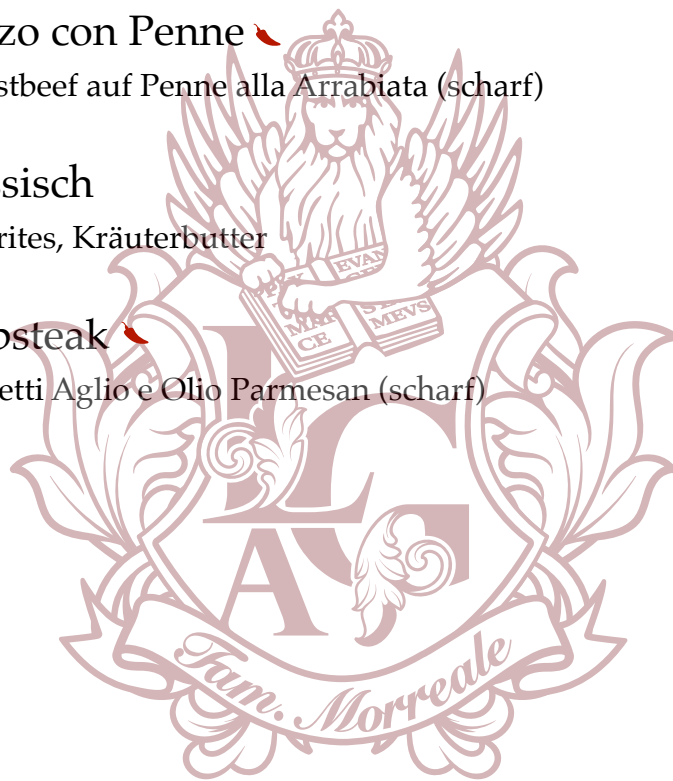 zo con Penne
stbeef auf Penne alla Arrabiata (scharf)
sisch
rites, Kräuterbutter
osteak
etti Aglio e Olio Parmesan (scharf)
EVAN
MAR
CE
MEVS
L G
A
Fam. Morreale